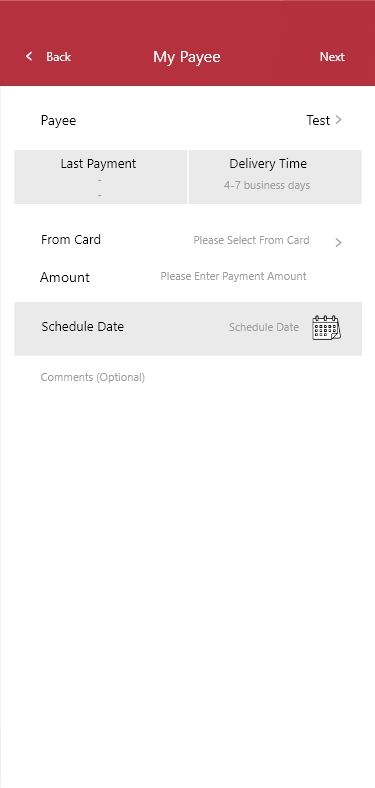 Back
My Payee
Next
Payee
Test
Last Payment
-
-
Delivery Time
4-7 business days
From Card
Please Select From Card
Amount
Please Enter Payment Amount
Schedule Date
Schedule Date
Comments (Optional)